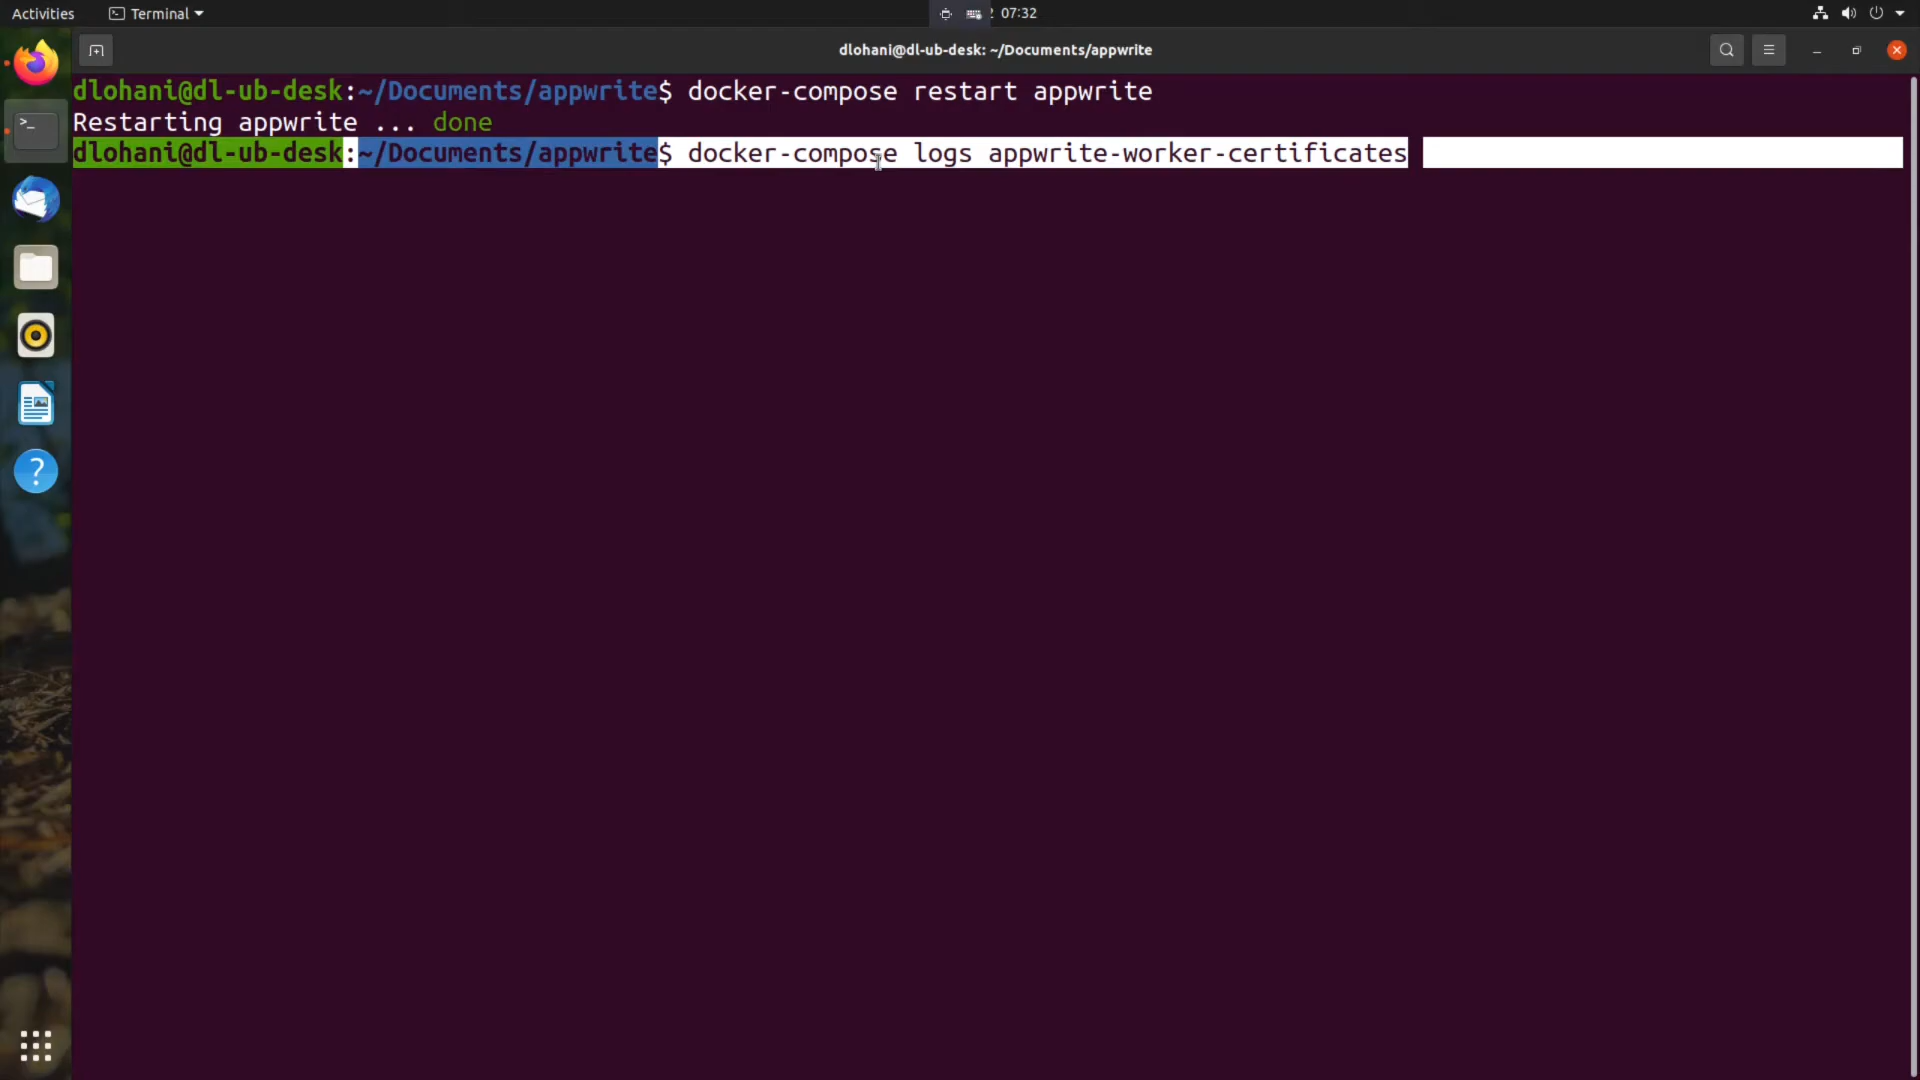 Activities
Terminal
07:32
dlohani@dl-ub-desk: ~/Documents/appwrite
dlohani@dl-ub-desk:~/Documents/appwrite$ docker-compose restart appwrite
Restarting appwrite ... done
dlohani@dl-ub-desk:~/Documents/appwrite$ docker-compose logs appwrite-worker-certificates